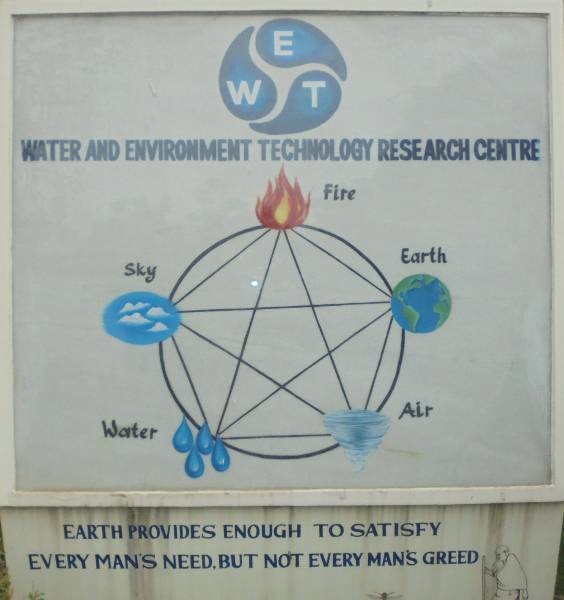 E
W T
WATER AND ENVIRONMENT TECHNOLOGY RESEARCH CENTRE
Fire
Earth
Sky
Air
Water
EARTH PROVIDES ENOUGH TO SATISFY
EVERY MAN'S NEED, BUT NOT EVERY MAN'S GREED